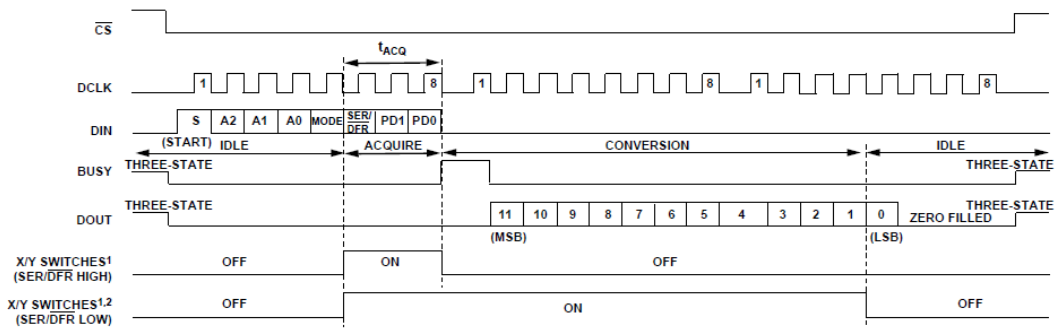 CS
tACQ
DCLK 1 8 1 8 1 8
DIN S A2 A1 A0 MODE SER/DFR PD1 PD0
(START)
IDLE ACQUIRE CONVERSION IDLE
THREE-STATE THREE-STATE
BUSY
THREE-STATE THREE-STATE
DOUT 11 10 9 8 7 6 5 4 3 2 1 0 ZERO FILLED
(MSB) (LSB)
X/Y SWITCHES1 OFF ON OFF
(SER/DFR HIGH)
X/Y SWITCHES1,2 OFF ON OFF
(SER/DFR LOW)